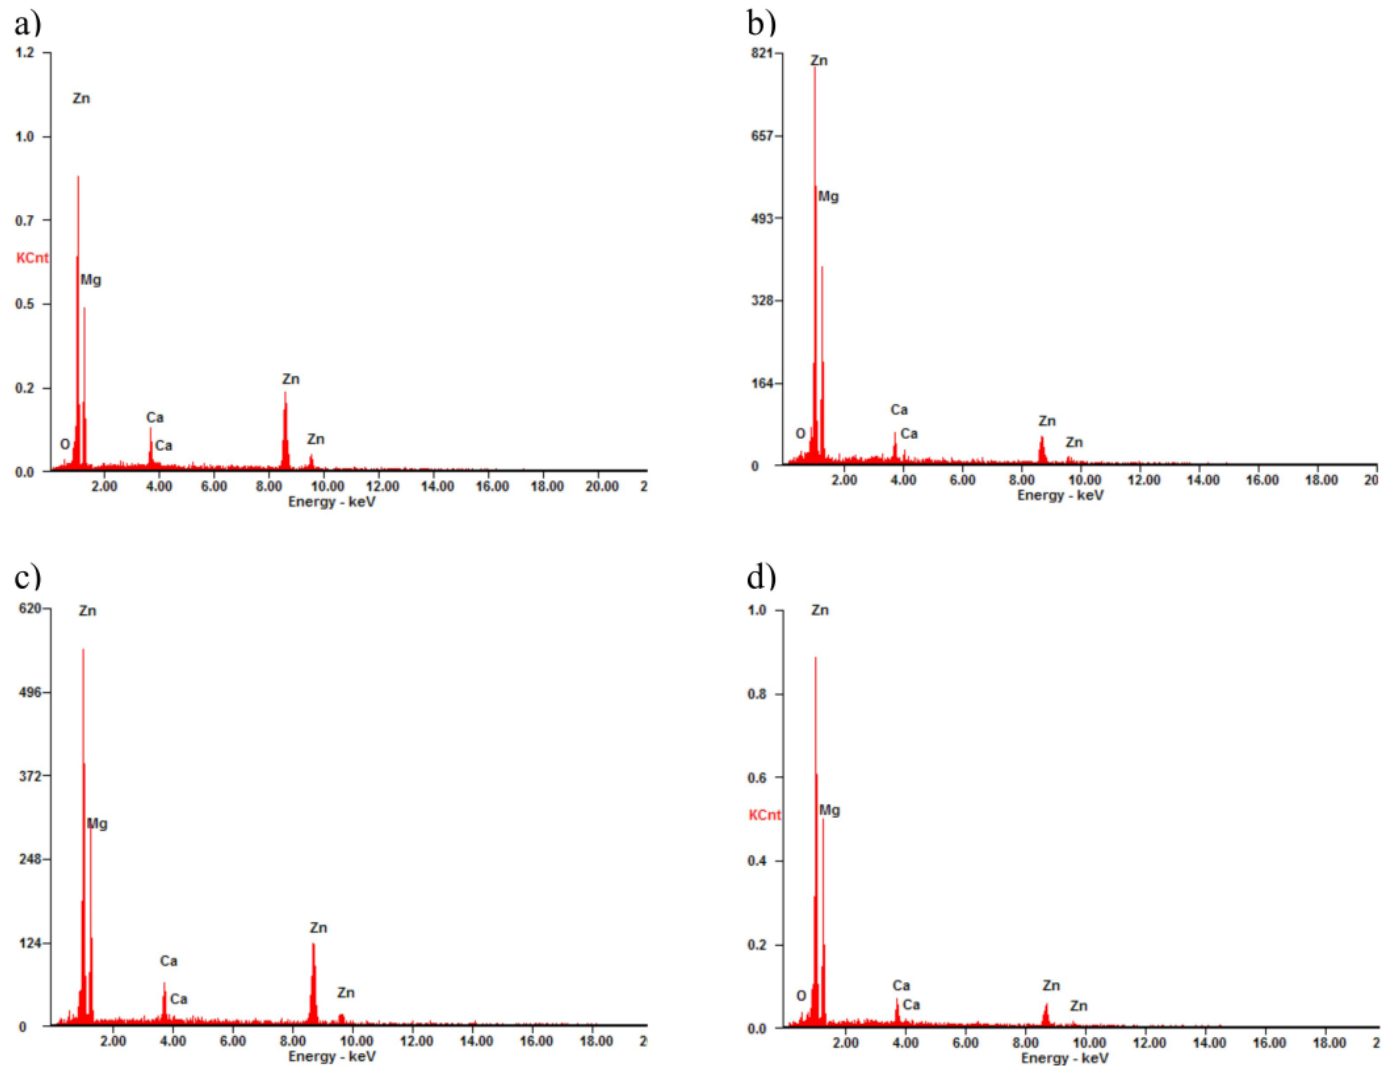 a)
1.2
Zn
1.0
0.7
KCnt
Mg
0.5
0.2
Zn
Ca
Zn
O
Ca
0.0
2.00 4.00 6.00 8.00 10.00 12.00 14.00 16.00 18.00 20.00 2
Energy - keV
b)
821
Zn
657
Mg
493
328
164
Ca
Zn
O
Ca
Zn
0
2.00 4.00 6.00 8.00 10.00 12.00 14.00 16.00 18.00 20
Energy - keV
c)
620
Zn
496
372
Mg
248
124
Zn
Ca
Zn
Ca
0
2.00 4.00 6.00 8.00 10.00 12.00 14.00 16.00 18.00 2
Energy - keV
d)
1.0
Zn
0.8
0.6
KCnt
Mg
0.4
0.2
Ca
Zn
O
Ca
Zn
0.0
2.00 4.00 6.00 8.00 10.00 12.00 14.00 16.00 18.00 2
Energy - keV